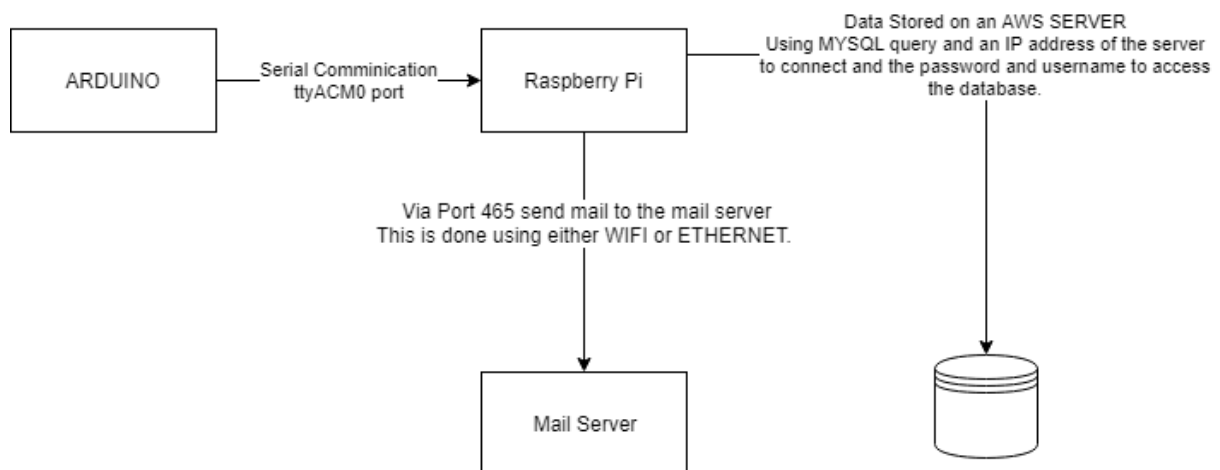 ARDUINO
Serial Comminication
ttyACM0 port
Raspberry Pi
Data Stored on an AWS SERVER
Using MYSQL query and an IP address of the server
to connect and the password and username to access
the database.
Via Port 465 send mail to the mail server
This is done using either WIFI or ETHERNET.
Mail Server